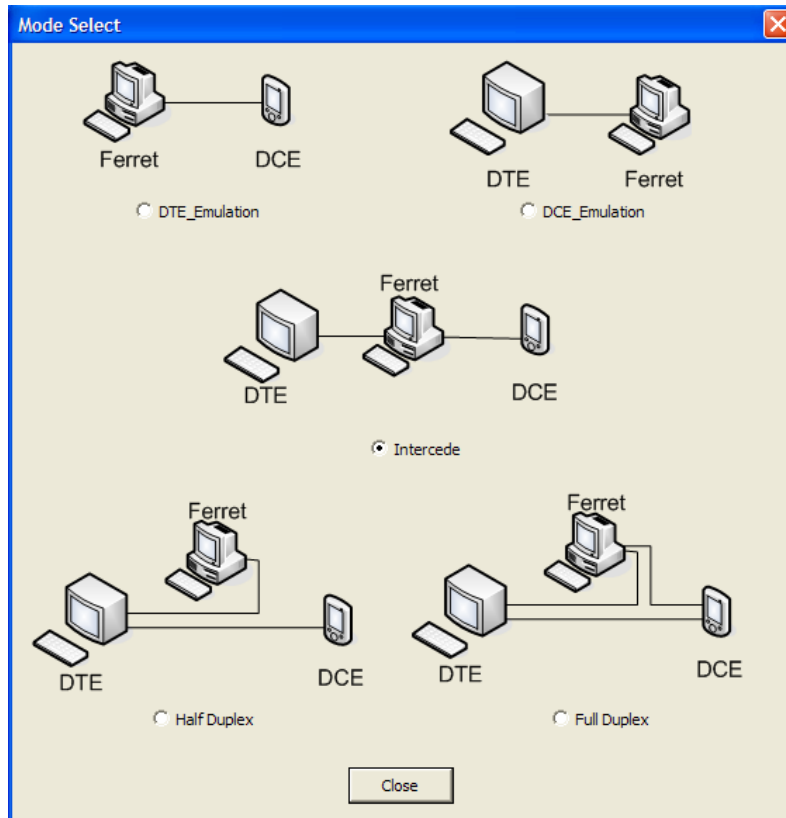 Mode Select
Ferret
DCE
DTE_Emulation
DTE
Ferret
DCE_Emulation
Ferret
DTE
DCE
Intercede
Ferret
DTE
DCE
Half Duplex
Ferret
DTE
DCE
Full Duplex
Close